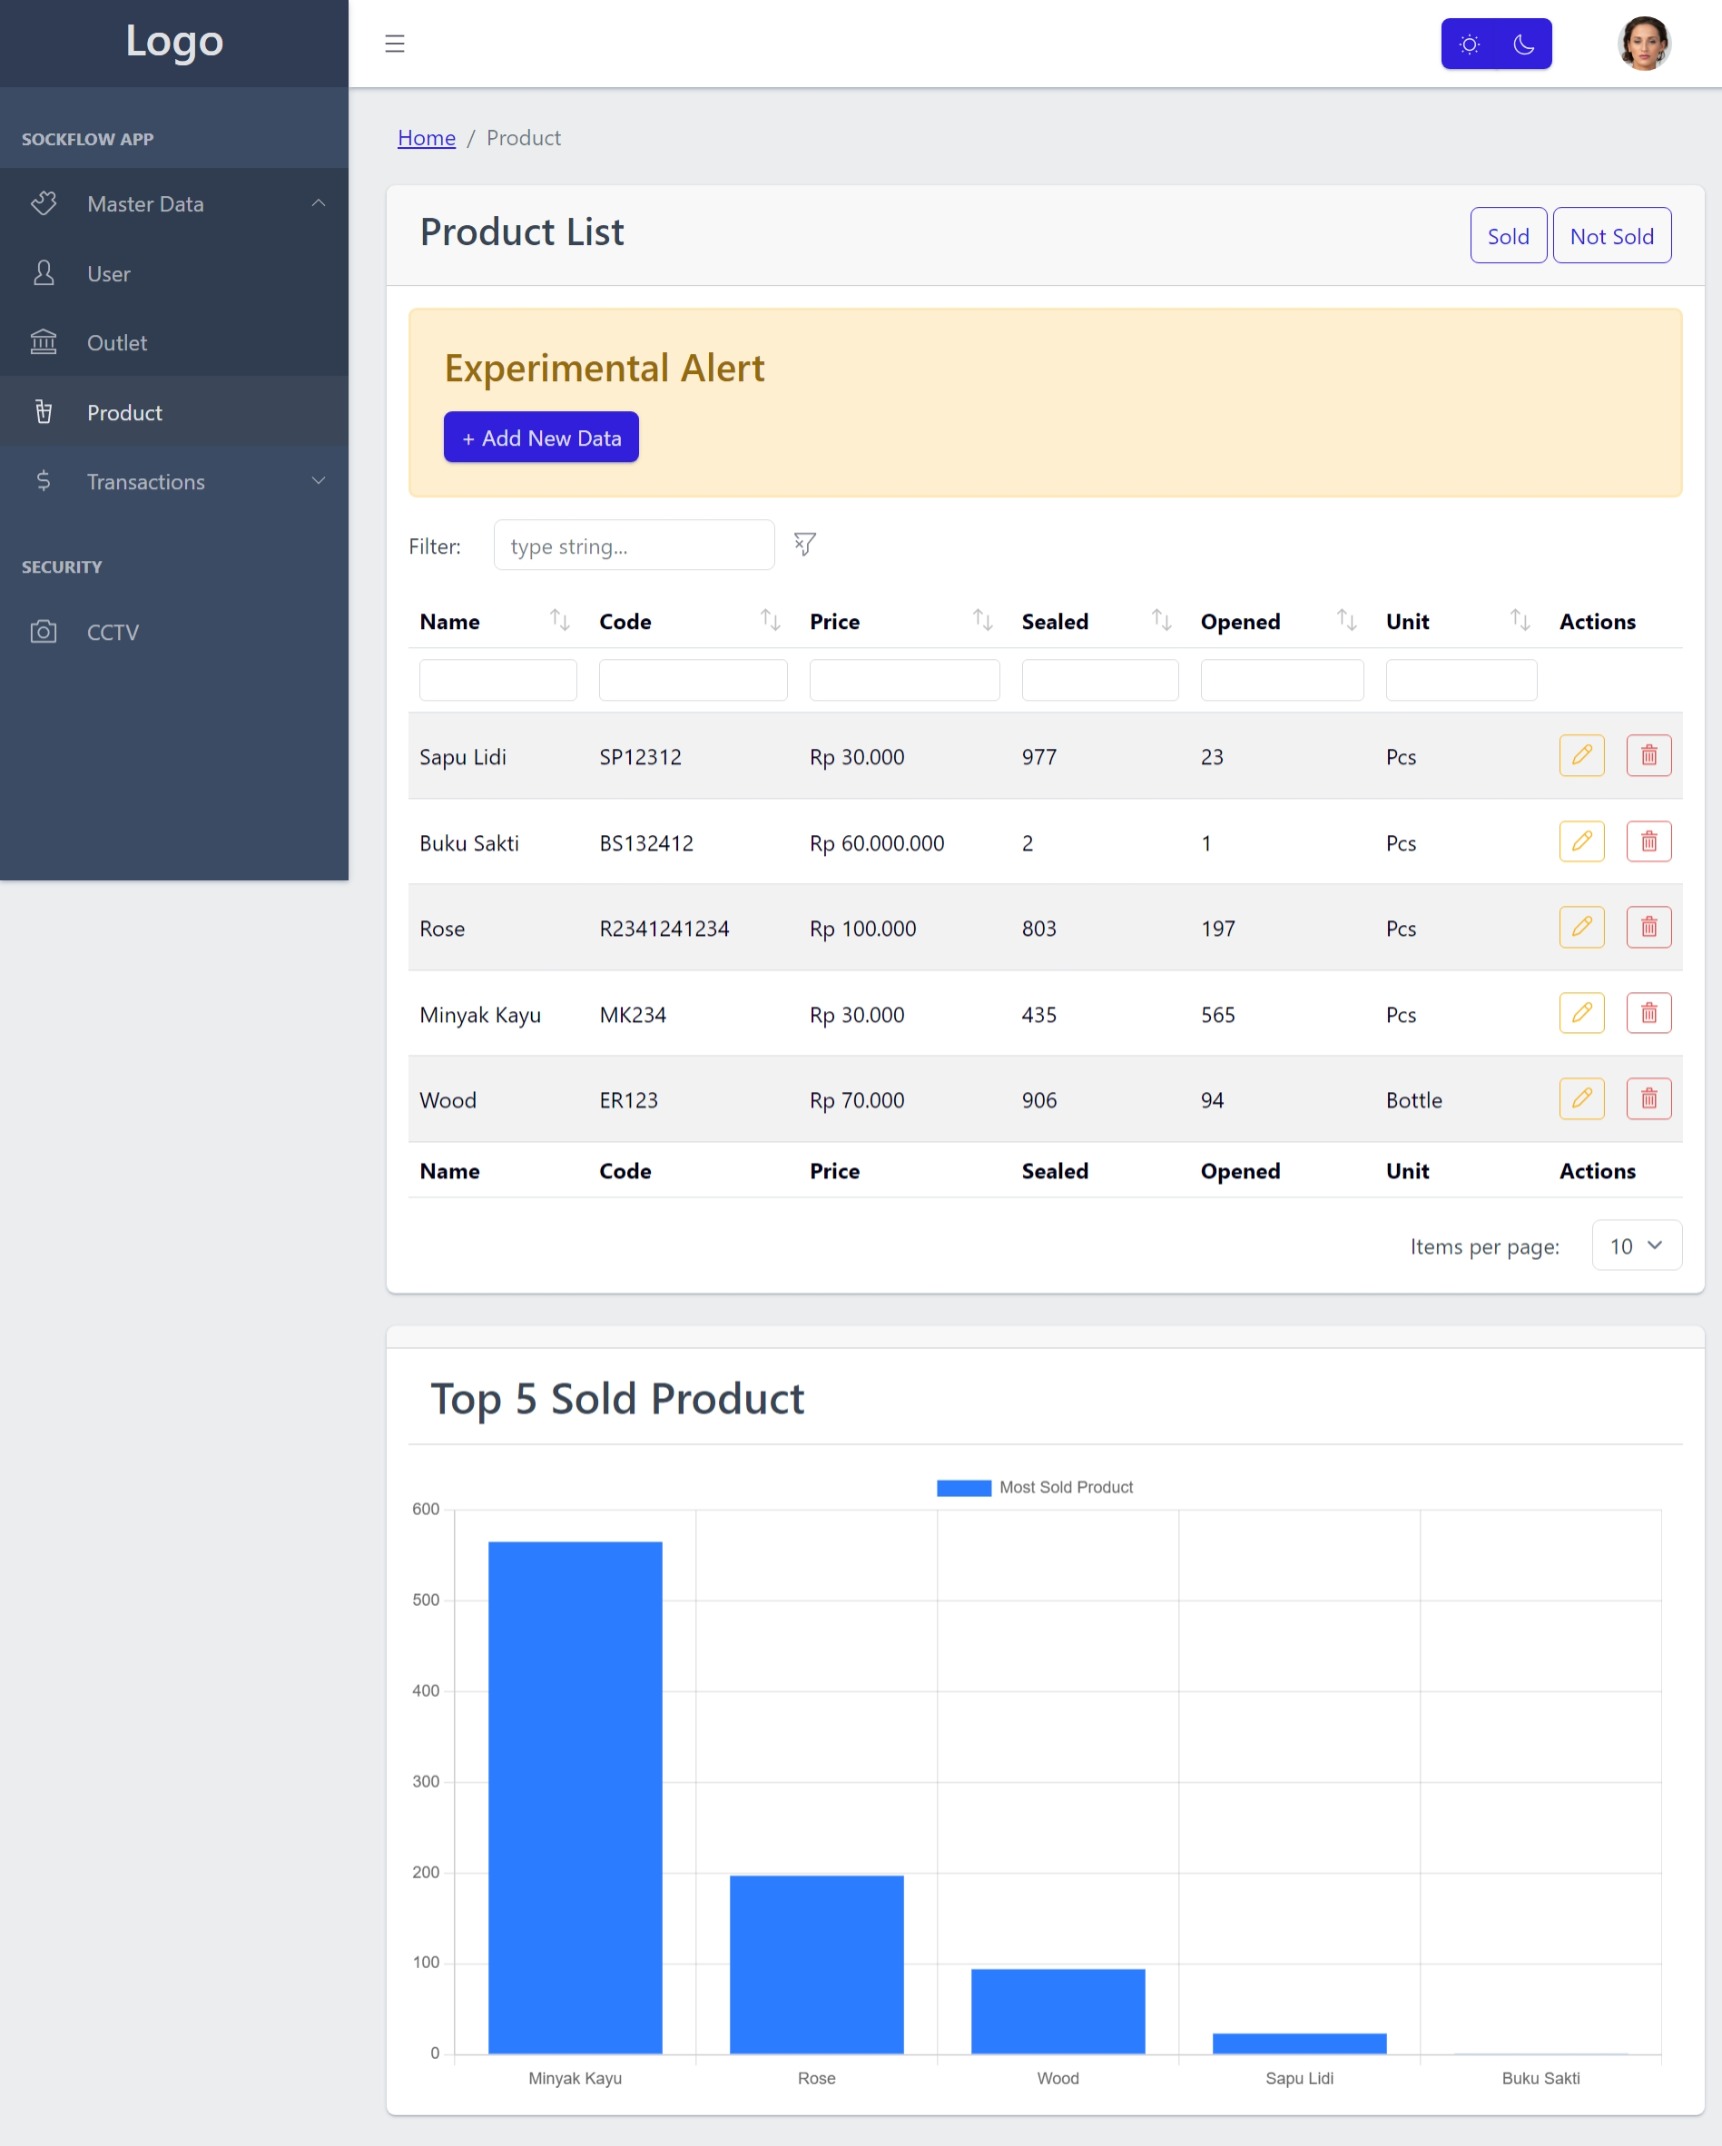 Logo
SOCKFLOW APP
Master Data
User
Outlet
Product
Transactions
SECURITY
CCTV
Home / Product
Product List
Sold Not Sold
Experimental Alert
+ Add New Data
Filter: type string...
Name Code Price Sealed Opened Unit Actions
Sapu Lidi SP12312 Rp 30.000 977 23 Pcs
Buku Sakti BS132412 Rp 60.000.000 2 1 Pcs
Rose R2341241234 Rp 100.000 803 197 Pcs
Minyak Kayu MK234 Rp 30.000 435 565 Pcs
Wood ER123 Rp 70.000 906 94 Bottle
Name Code Price Sealed Opened Unit Actions
Items per page: 10
Top 5 Sold Product
Most Sold Product
600
500
400
300
200
100
0
Minyak Kayu Rose Wood Sapu Lidi Buku Sakti